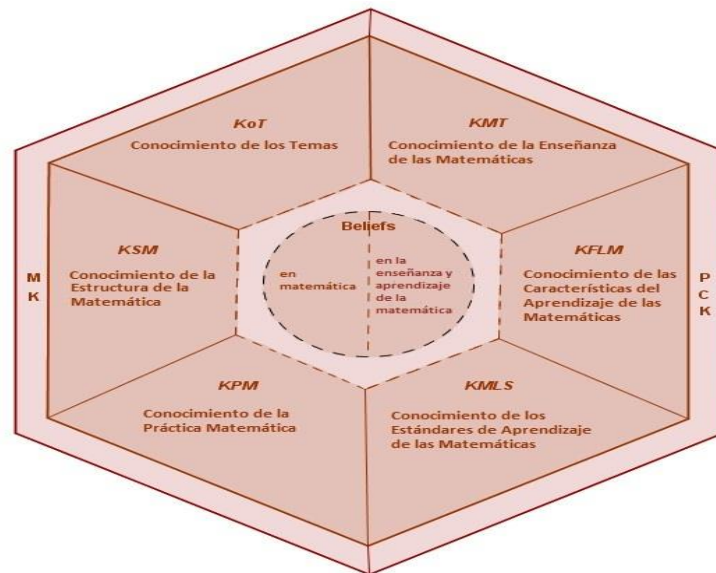 KoT
Conocimiento de los Temas
KMT
Conocimiento de la Enseñanza
de las Matemáticas
Beliefs
en
matemática
en la
enseñanza y
aprendizaje
de la
matemática
M
K
KSM
Conocimiento de la
Estructura de la
Matemática
KFLM
Conocimiento de las
Características del
Aprendizaje de las
Matemáticas
P
C
K
KPM
Conocimiento de la
Práctica Matemática
KMLS
Conocimiento de los
Estándares de Aprendizaje
de las Matemáticas